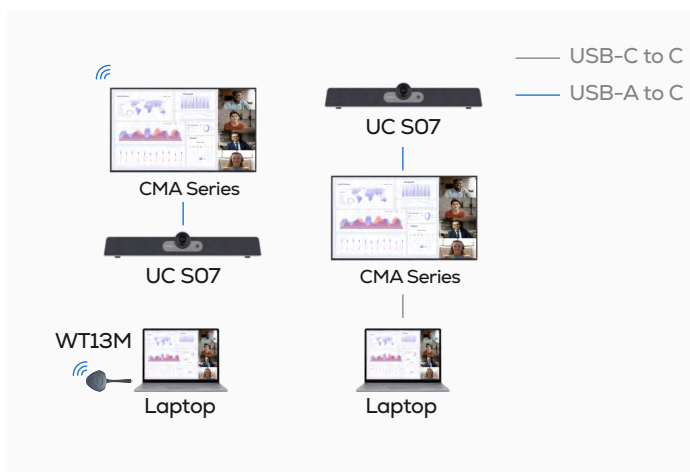 USB-C to C
USB-A to C
CMA Series
UC S07
WT13M
Laptop
UC S07
CMA Series
Laptop